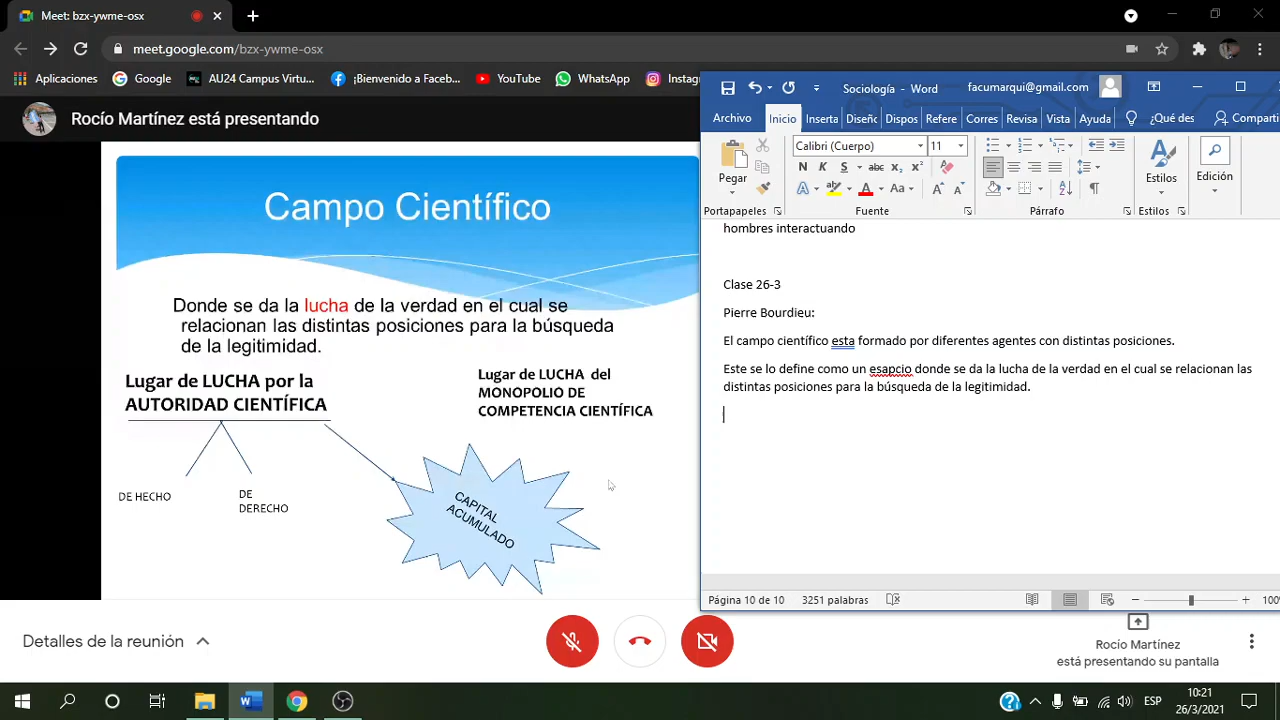 Meet: bzx-ywme-osx
meet.google.com/bzx-ywme-osx
Aplicaciones
Google
AU24 Campus Virtu...
¡Bienvenido a Faceb...
YouTube
WhatsApp
Instag
Rocío Martínez está presentando
Campo Científico
Donde se da la lucha de la verdad en el cual se
relacionan las distintas posiciones para la búsqueda
de la legitimidad.
Lugar de LUCHA por la
AUTORIDAD CIENTÍFICA
Lugar de LUCHA del
MONOPOLIO DE
COMPETENCIA CIENTÍFICA
DE HECHO
DE
DERECHO
CAPITAL
ACUMULADO
Sociología - Word
facumarqui@gmail.com
Archivo
Inicio
Inserta
Diseñc
Dispos
Refere
Corres
Revisa
Vista
Ayuda
¿Qué des
Comparti
Pegar
Calibri (Cuerpo)
11
N K S abc x₂ x²
A Aa A A
Estilos
Edición
Portapapeles
Fuente
Párrafo
Estilos
hombres interactuando
Clase 26-3
Pierre Bourdieu:
El campo científico esta formado por diferentes agentes con distintas posiciones.
Este se lo define como un esapcio donde se da la lucha de la verdad en el cual se relacionan las
distintas posiciones para la búsqueda de la legitimidad.
Página 10 de 10
3251 palabras
100
Detalles de la reunión
Rocío Martínez
está presentando su pantalla
ESP
10:21
26/3/2021